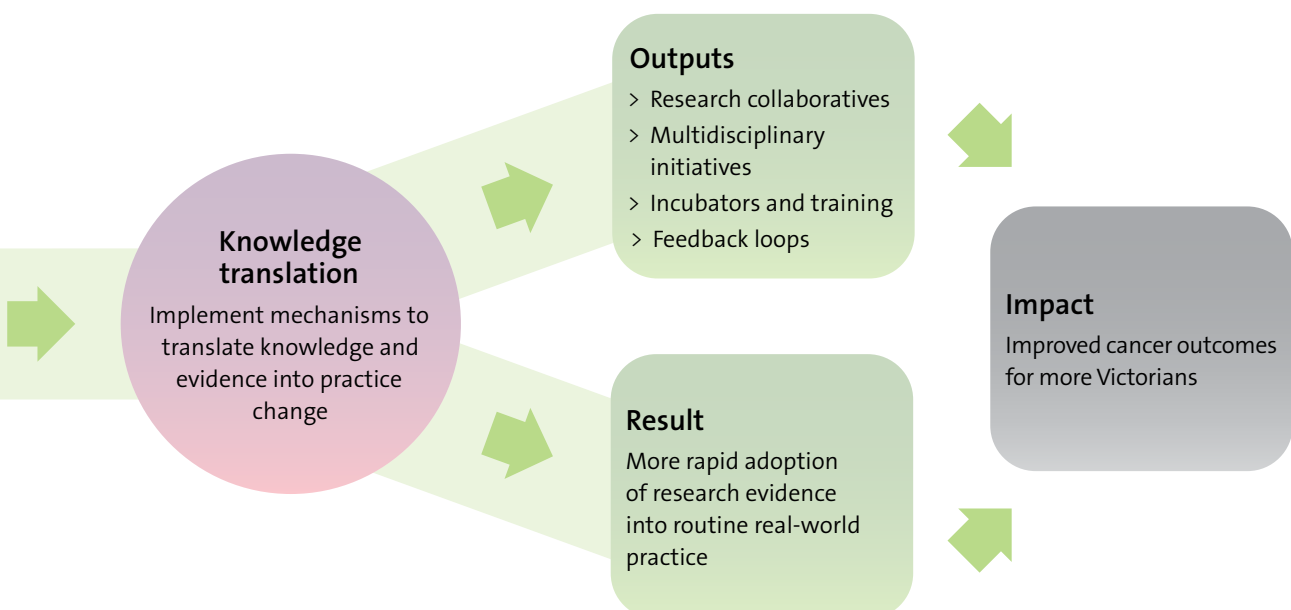 Knowledge
translation
Implement mechanisms to
translate knowledge and
evidence into practice
change
Outputs
> Research collaboratives
> Multidisciplinary
initiatives
> Incubators and training
> Feedback loops
Result
More rapid adoption
of research evidence
into routine real-world
practice
Impact
Improved cancer outcomes
for more Victorians